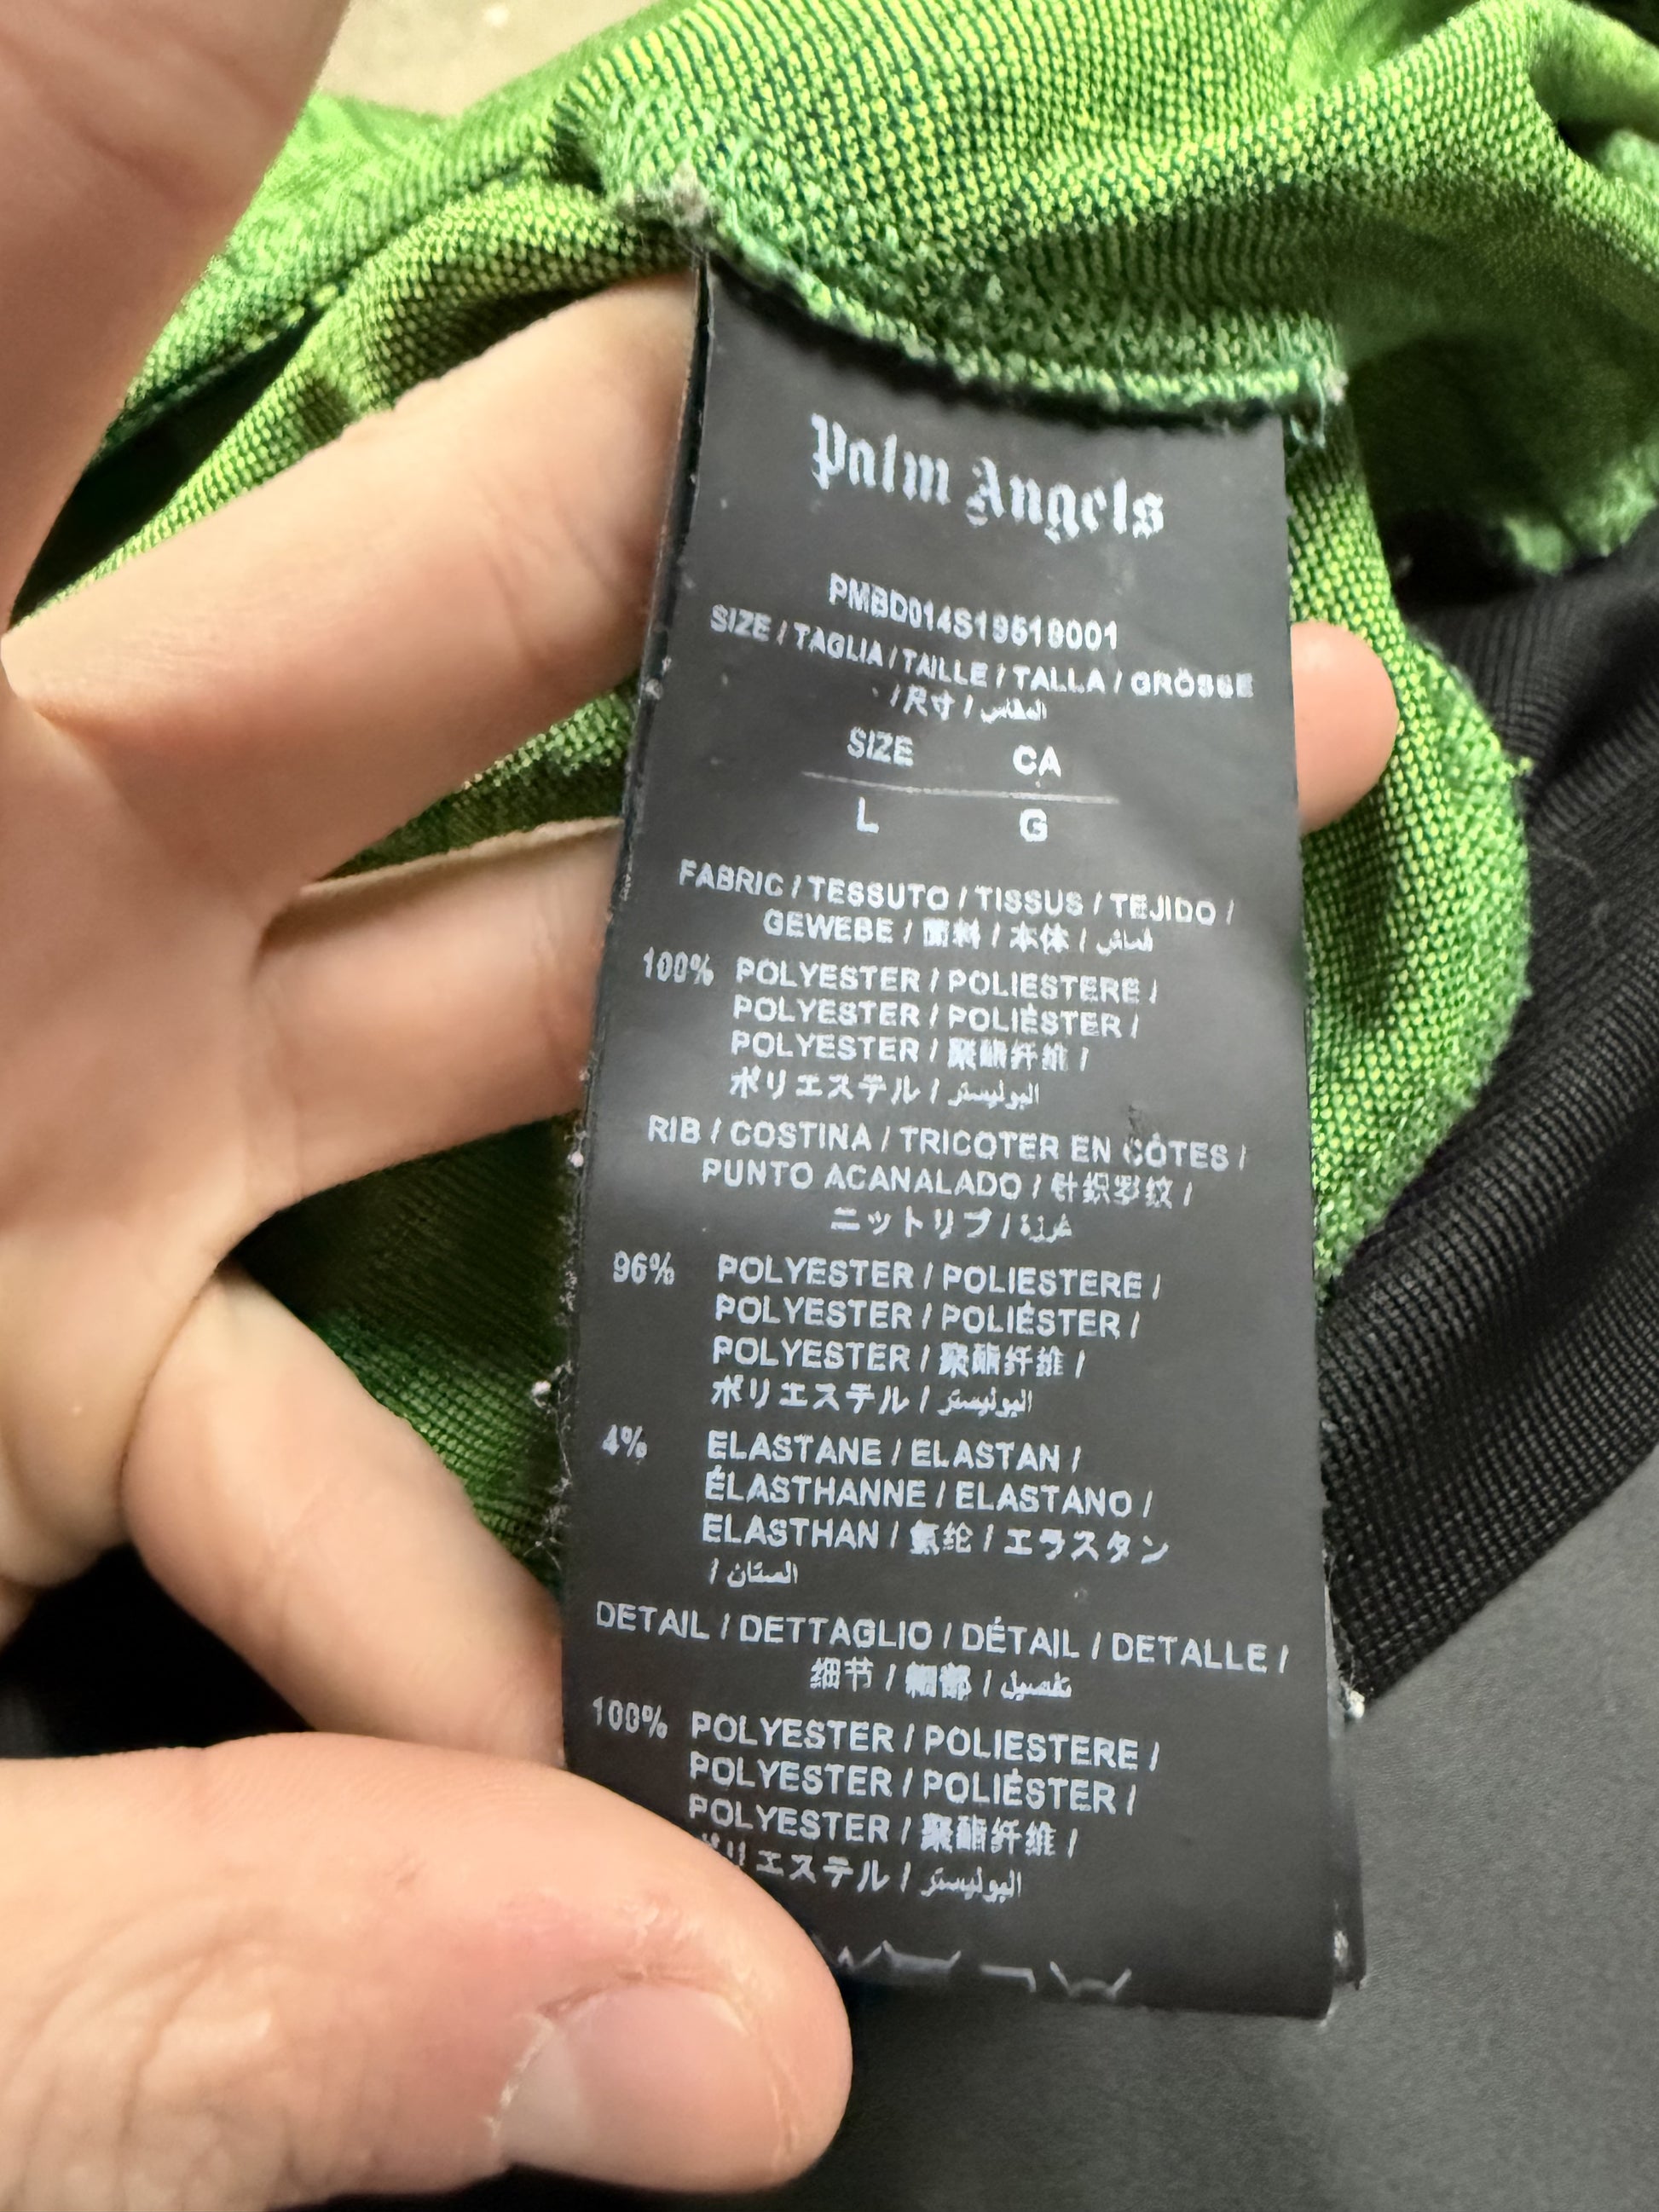 Palm Angels
PMBD014S19519001
SIZE / TAGLIA / TAILLE / TALLA / GRÖSSE
/ 尺寸 / المقاس
SIZE CA
L G
FABRIC / TESSUTO / TISSUS / TEJIDO /
GEWEBE / 面料 / 本体 / قماش
100% POLYESTER / POLIESTERE /
POLYESTER / POLIÉSTER /
POLYESTER / 聚酯纤维 /
ポリエステル / البوليستر
RIB / COSTINA / TRICOTER EN CÔTES /
PUNTO ACANALADO / 针织罗纹 /
ニットリブ /
96% POLYESTER / POLIESTERE /
POLYESTER / POLIÉSTER /
POLYESTER / 聚酯纤维 /
ポリエステル / البوليستر
4% ELASTANE / ELASTAN /
ÉLASTHANNE / ELASTANO /
ELASTHAN / 氨纶 / エラスタン
/ الستان
DETAIL / DETTAGLIO / DÉTAIL / DETALLE /
细节 / 細部 / تفصيل
100% POLYESTER / POLIESTERE /
POLYESTER / POLIÉSTER /
POLYESTER / 聚酯纤维 /
ポリエステル / البوليستر